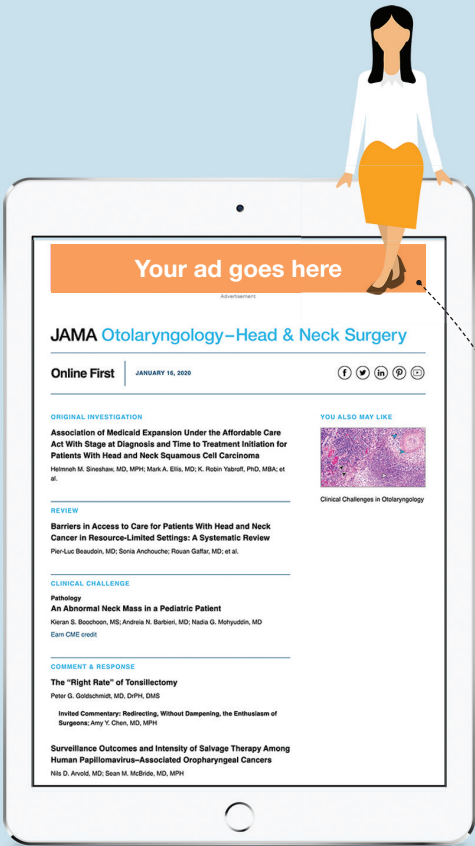 Your ad goes here
Advertisement
JAMA Otolaryngology–Head & Neck Surgery
Online First
JANUARY 16, 2020
ORIGINAL INVESTIGATION
Association of Medicaid Expansion Under the Affordable Care
Act With Stage at Diagnosis and Time to Treatment Initiation for
Patients With Head and Neck Squamous Cell Carcinoma
Helmneh M. Sineshaw, MD, MPH; Mark A. Ellis, MD; K. Robin Yabroff, PhD, MBA; et
al.
REVIEW
Barriers in Access to Care for Patients With Head and Neck
Cancer in Resource-Limited Settings: A Systematic Review
Pier-Luc Beaudoin, MD; Sonia Anchouche; Rouan Gaffar, MD; et al.
CLINICAL CHALLENGE
Pathology
An Abnormal Neck Mass in a Pediatric Patient
Kieran S. Boochoon, MS; Andreia N. Barbieri, MD; Nadia G. Mohyuddin, MD
Earn CME credit
COMMENT & RESPONSE
The “Right Rate” of Tonsillectomy
Peter G. Goldschmidt, MD, DrPH, DMS
Invited Commentary: Redirecting, Without Dampening, the Enthusiasm of
Surgeons; Amy Y. Chen, MD, MPH
Surveillance Outcomes and Intensity of Salvage Therapy Among
Human Papillomavirus–Associated Oropharyngeal Cancers
Nils D. Arvold, MD; Sean M. McBride, MD, MPH
YOU ALSO MAY LIKE
Clinical Challenges in Otolaryngology